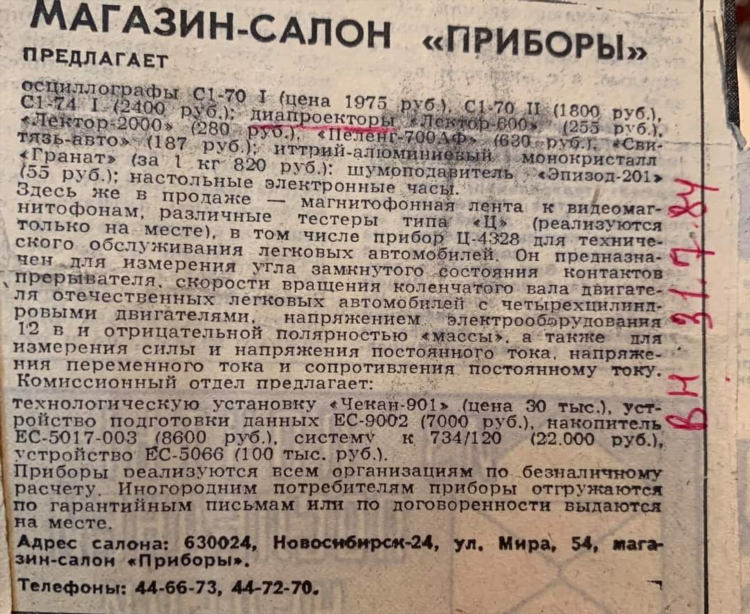 МАГАЗИН-САЛОН «ПРИБОРЫ»
ПРЕДЛАГАЕТ
осциллографы С1-70 I (цена 1975 руб.), С1-70 II (1800 руб.),
С1-74 I (2400 руб.); диапроекторы «Лектор-600» (255 руб.),
«Лектор-2000» (280 руб.), «Пеленг-700АФ» (630 руб.), «Сви-
тязь-авто» (187 руб.); иттрий-алюминиевый монокристалл
«Гранат» (за 1 кг 820 руб.); шумоподавитель «Эпизод-201»
(55 руб.); настольные электронные часы.
Здесь же в продаже — магнитофонная лента к видеомаг-
нитофонам, различные тестеры типа «Ц» (реализуются
только на месте), в том числе прибор Ц-4328 для техниче-
ского обслуживания легковых автомобилей. Он предназна-
чен для измерения угла замкнутого состояния контактов
прерывателя, скорости вращения коленчатого вала двигате-
ля отечественных легковых автомобилей с четырехцилинд-
ровыми двигателями, напряжением электрооборудования
12 в и отрицательной полярностью «массы», а также для
измерения силы и напряжения постоянного тока, напряже-
ния переменного тока и сопротивления постоянному току.
Комиссионный отдел предлагает:
технологическую установку «Чекан-901» (цена 30 тыс.), уст-
ройство подготовки данных ЕС-9002 (7000 руб.), накопитель
ЕС-5017-003 (8600 руб.), систему к 734/120 (22.000 руб.),
устройство ЕС-5066 (100 тыс. руб.).
Приборы реализуются всем организациям по безналичному
расчету. Иногородним потребителям приборы отгружаются
по гарантийным письмам или по договоренности выдаются
на месте.
Адрес салона: 630024, Новосибирск-24, ул. Мира, 54, мага-
зин-салон «Приборы».
Телефоны: 44-66-73, 44-72-70.
ВН 31.7.84